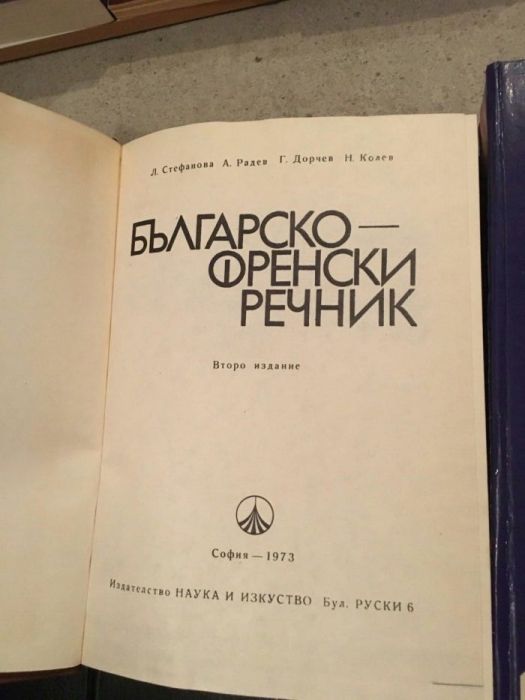 Л. Стефанова А. Радев Г. Дорчев Н. Колев
БЪЛГАРСКО—
ФРЕНСКИ
РЕЧНИК
Второ издание
София — 1973
Издателство НАУКА И ИЗКУСТВО Бул. РУСКИ 6